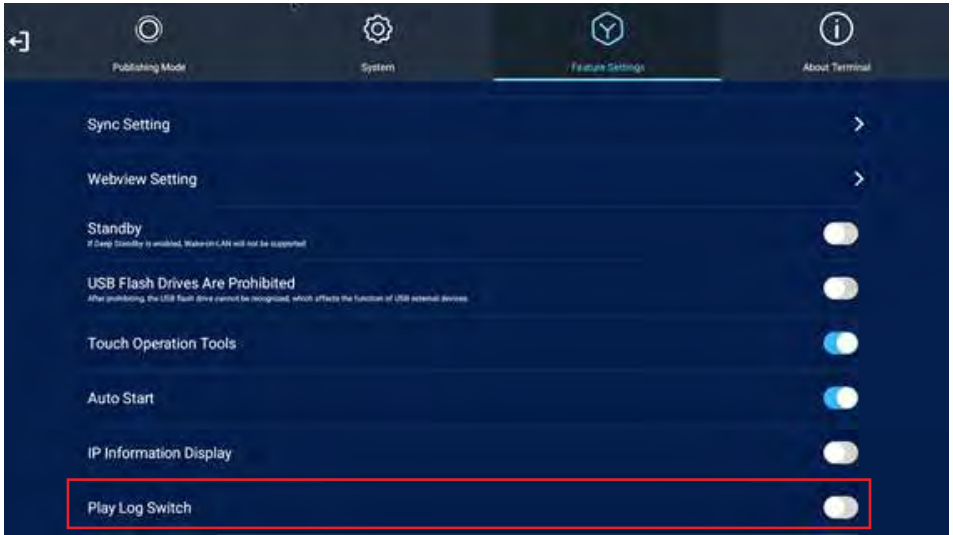 Publishing Mode
System
Feature Settings
About Terminal
Sync Setting
Webview Setting
Standby
If Deep Standby is enabled, Wake-on-LAN will not be supported
USB Flash Drives Are Prohibited
After prohibiting, the USB flash drive cannot be recognized, which affects the function of USB external devices
Touch Operation Tools
Auto Start
IP Information Display
Play Log Switch